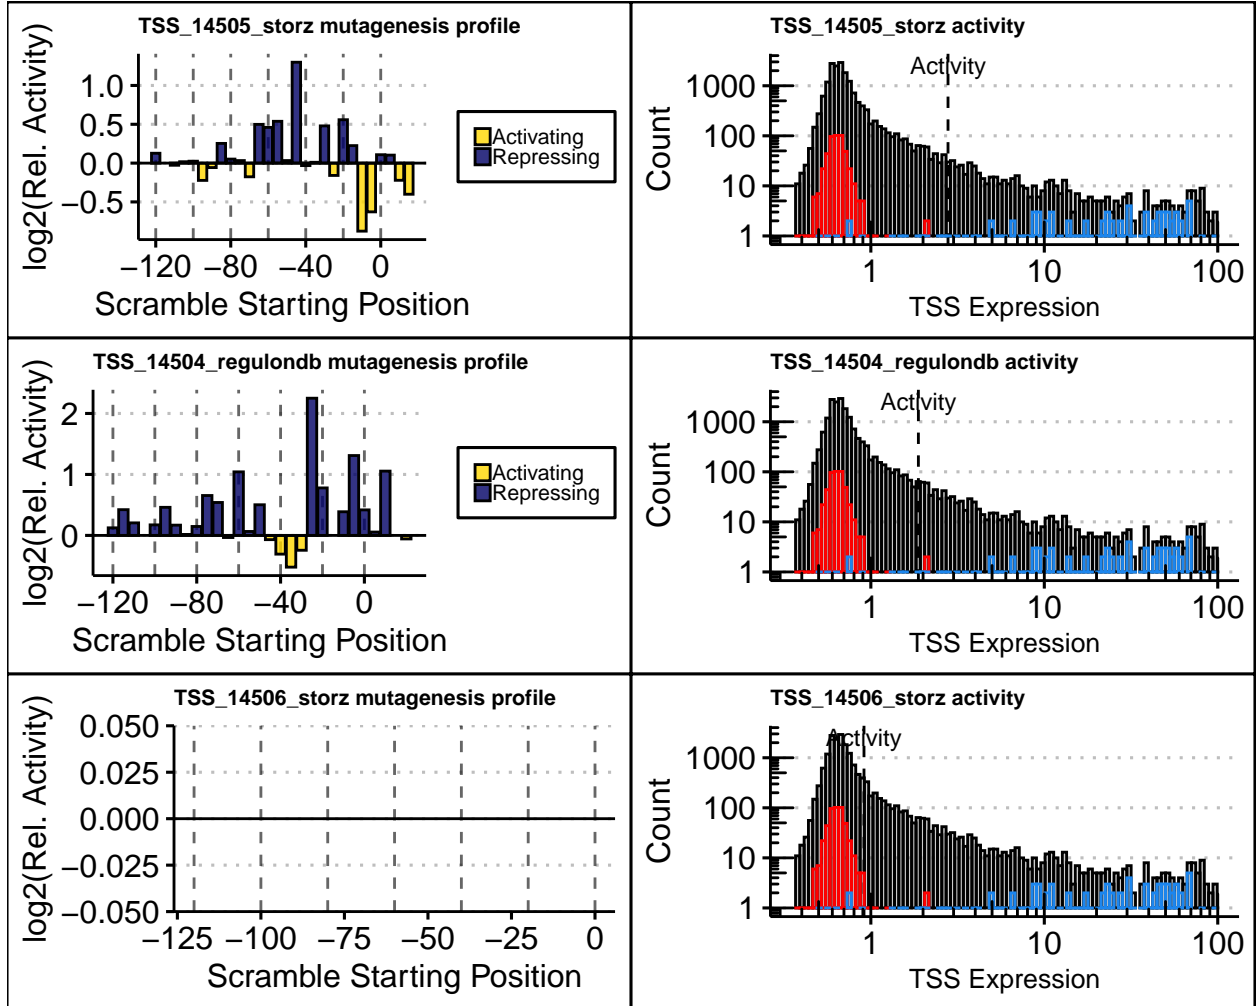 TSS_14505_storz mutagenesis profile
log2(Rel. Activity)
1.0
0.5
0.0
−0.5
−120 −80 −40 0
Scramble Starting Position
Activating
Repressing
TSS_14505_storz activity
Activity
Count
1000
100
10
1
1 10 100
TSS Expression
TSS_14504_regulondb mutagenesis profile
log2(Rel. Activity)
2
1
0
−120 −80 −40 0
Scramble Starting Position
Activating
Repressing
TSS_14504_regulondb activity
Activity
Count
1000
100
10
1
1 10 100
TSS Expression
TSS_14506_storz mutagenesis profile
log2(Rel. Activity)
0.050
0.025
0.000
−0.025
−0.050
−125 −100 −75 −50 −25 0
Scramble Starting Position
TSS_14506_storz activity
Activity
Count
1000
100
10
1
1 10 100
TSS Expression